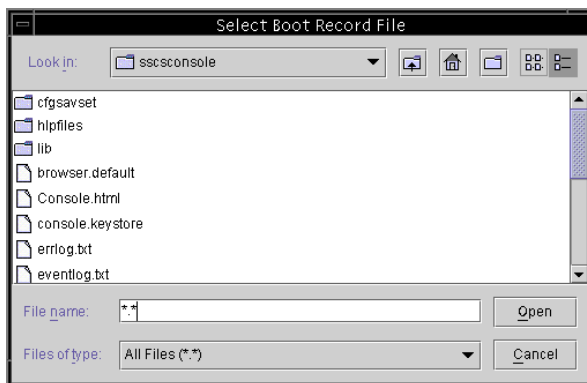 Select Boot Record File
Look in: sscsconsole
cfgsavset
hlpfiles
lib
browser.default
Console.html
console.keystore
errlog.txt
eventlog.txt
File name: *.* Open
Files of type: All Files (*.*) Cancel